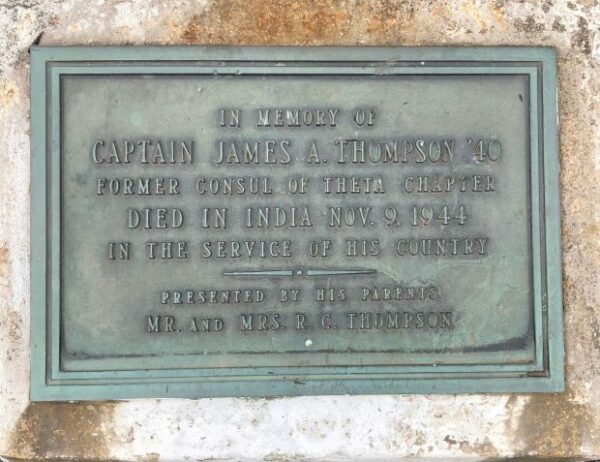 IN MEMORY OF
CAPTAIN JAMES A. THOMPSON '40
FORMER CONSUL OF THETA CHAPTER
DIED IN INDIA NOV. 9, 1944
IN THE SERVICE OF HIS COUNTRY
PRESENTED BY HIS PARENTS
MR. AND MRS. R. C. THOMPSON